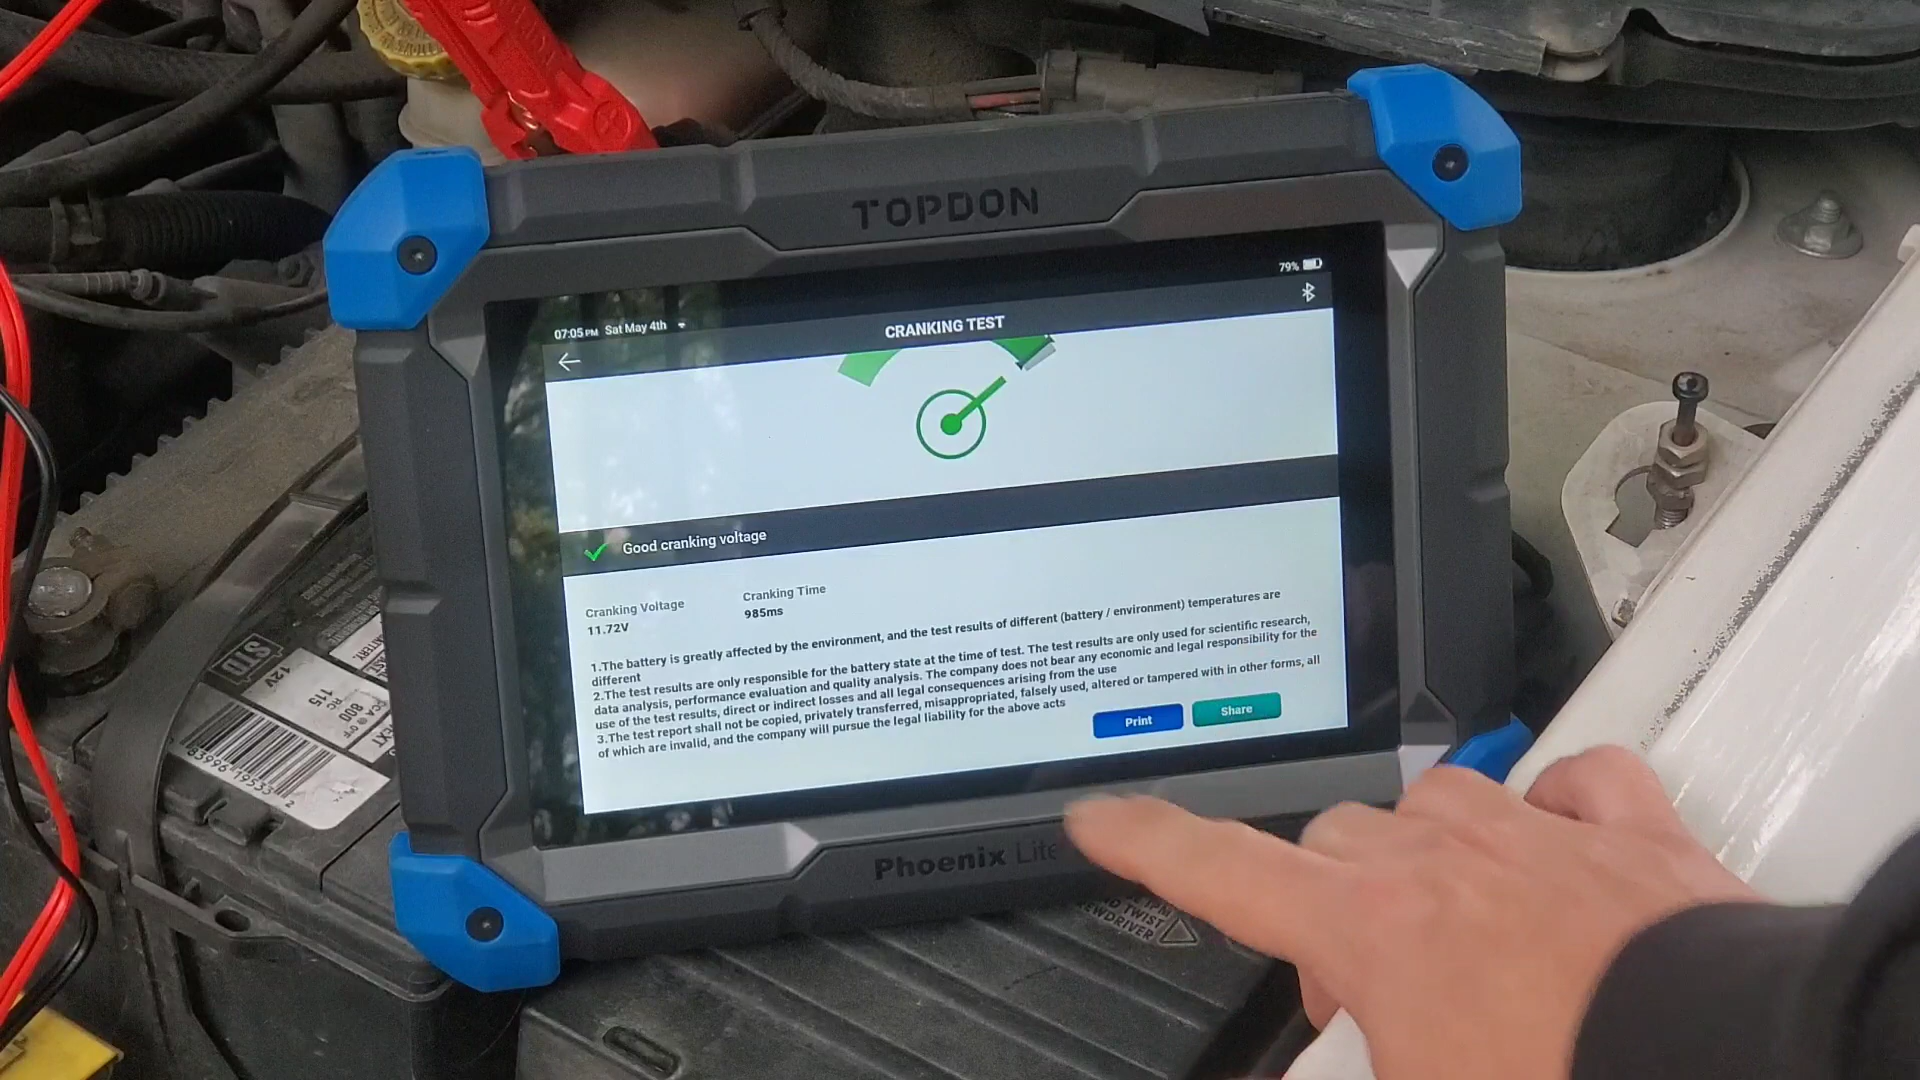 TOPDON
79%
07:05 PM Sat May 4th
CRANKING TEST
Good cranking voltage
Cranking Voltage
11.72V
Cranking Time
985ms
1.The battery is greatly affected by the environment, and the test results of different (battery / environment) temperatures are
different
2.The test results are only responsible for the battery state at the time of test. The test results are only used for scientific research,
data analysis, performance evaluation and quality analysis. The company does not bear any economic and legal responsibility for the
use of the test results, direct or indirect losses and all legal consequences arising from the use
3.The test report shall not be copied, privately transferred, misappropriated, falsely used, altered or tampered with in other forms, all
of which are invalid, and the company will pursue the legal liability for the above acts
Print
Share
Phoenix Lite
STD
12V
115
RC
800
CCA @ 0°F
EXT
BATTERY.
TWIST